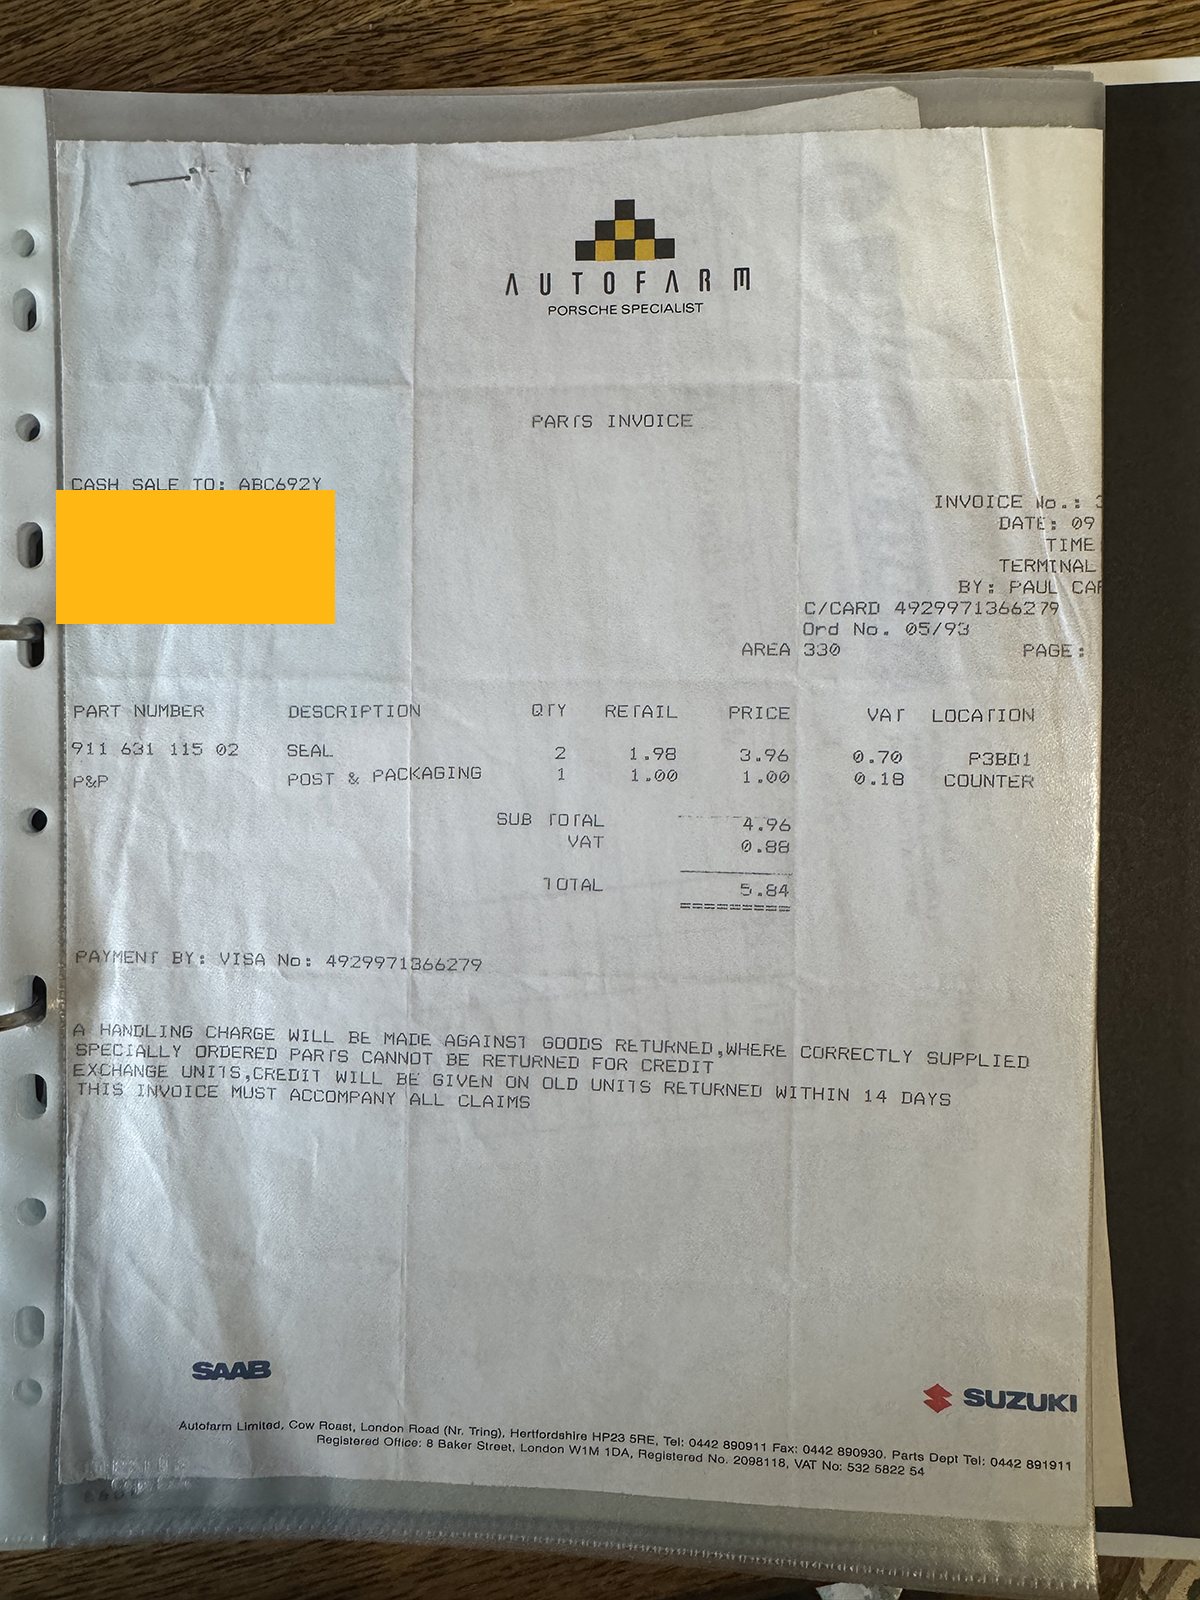 AUTOFARM
PORSCHE SPECIALIST
PARTS INVOICE
CASH SALE TO: ABC692Y
INVOICE No.: 3
DATE: 09
TIME
TERMINAL
BY: PAUL
C/CARD 4929971366279
Ord No. 05/93
AREA 330 PAGE:
PART NUMBER DESCRIPTION QTY RETAIL PRICE VAT LOCATION
911 631 115 02 SEAL 2 1.98 3.96 0.70 P3BD1
P&P POST & PACKAGING 1 1.00 1.00 0.18 COUNTER
SUB TOTAL 4.96
VAT 0.88
TOTAL 5.84
=========
PAYMENT BY: VISA No: 4929971366279
A HANDLING CHARGE WILL BE MADE AGAINST GOODS RETURNED,WHERE CORRECTLY SUPPLIED
SPECIALLY ORDERED PARTS CANNOT BE RETURNED FOR CREDIT
EXCHANGE UNITS,CREDIT WILL BE GIVEN ON OLD UNITS RETURNED WITHIN 14 DAYS
THIS INVOICE MUST ACCOMPANY ALL CLAIMS
SAAB
SUZUKI
Autofarm Limited, Cow Roast, London Road (Nr. Tring), Hertfordshire HP23 5RE, Tel: 0442 890911 Fax: 0442 890930. Parts Dept Tel: 0442 891911
Registered Office: 8 Baker Street, London W1M 1DA, Registered No. 2098118, VAT No: 532 5822 54